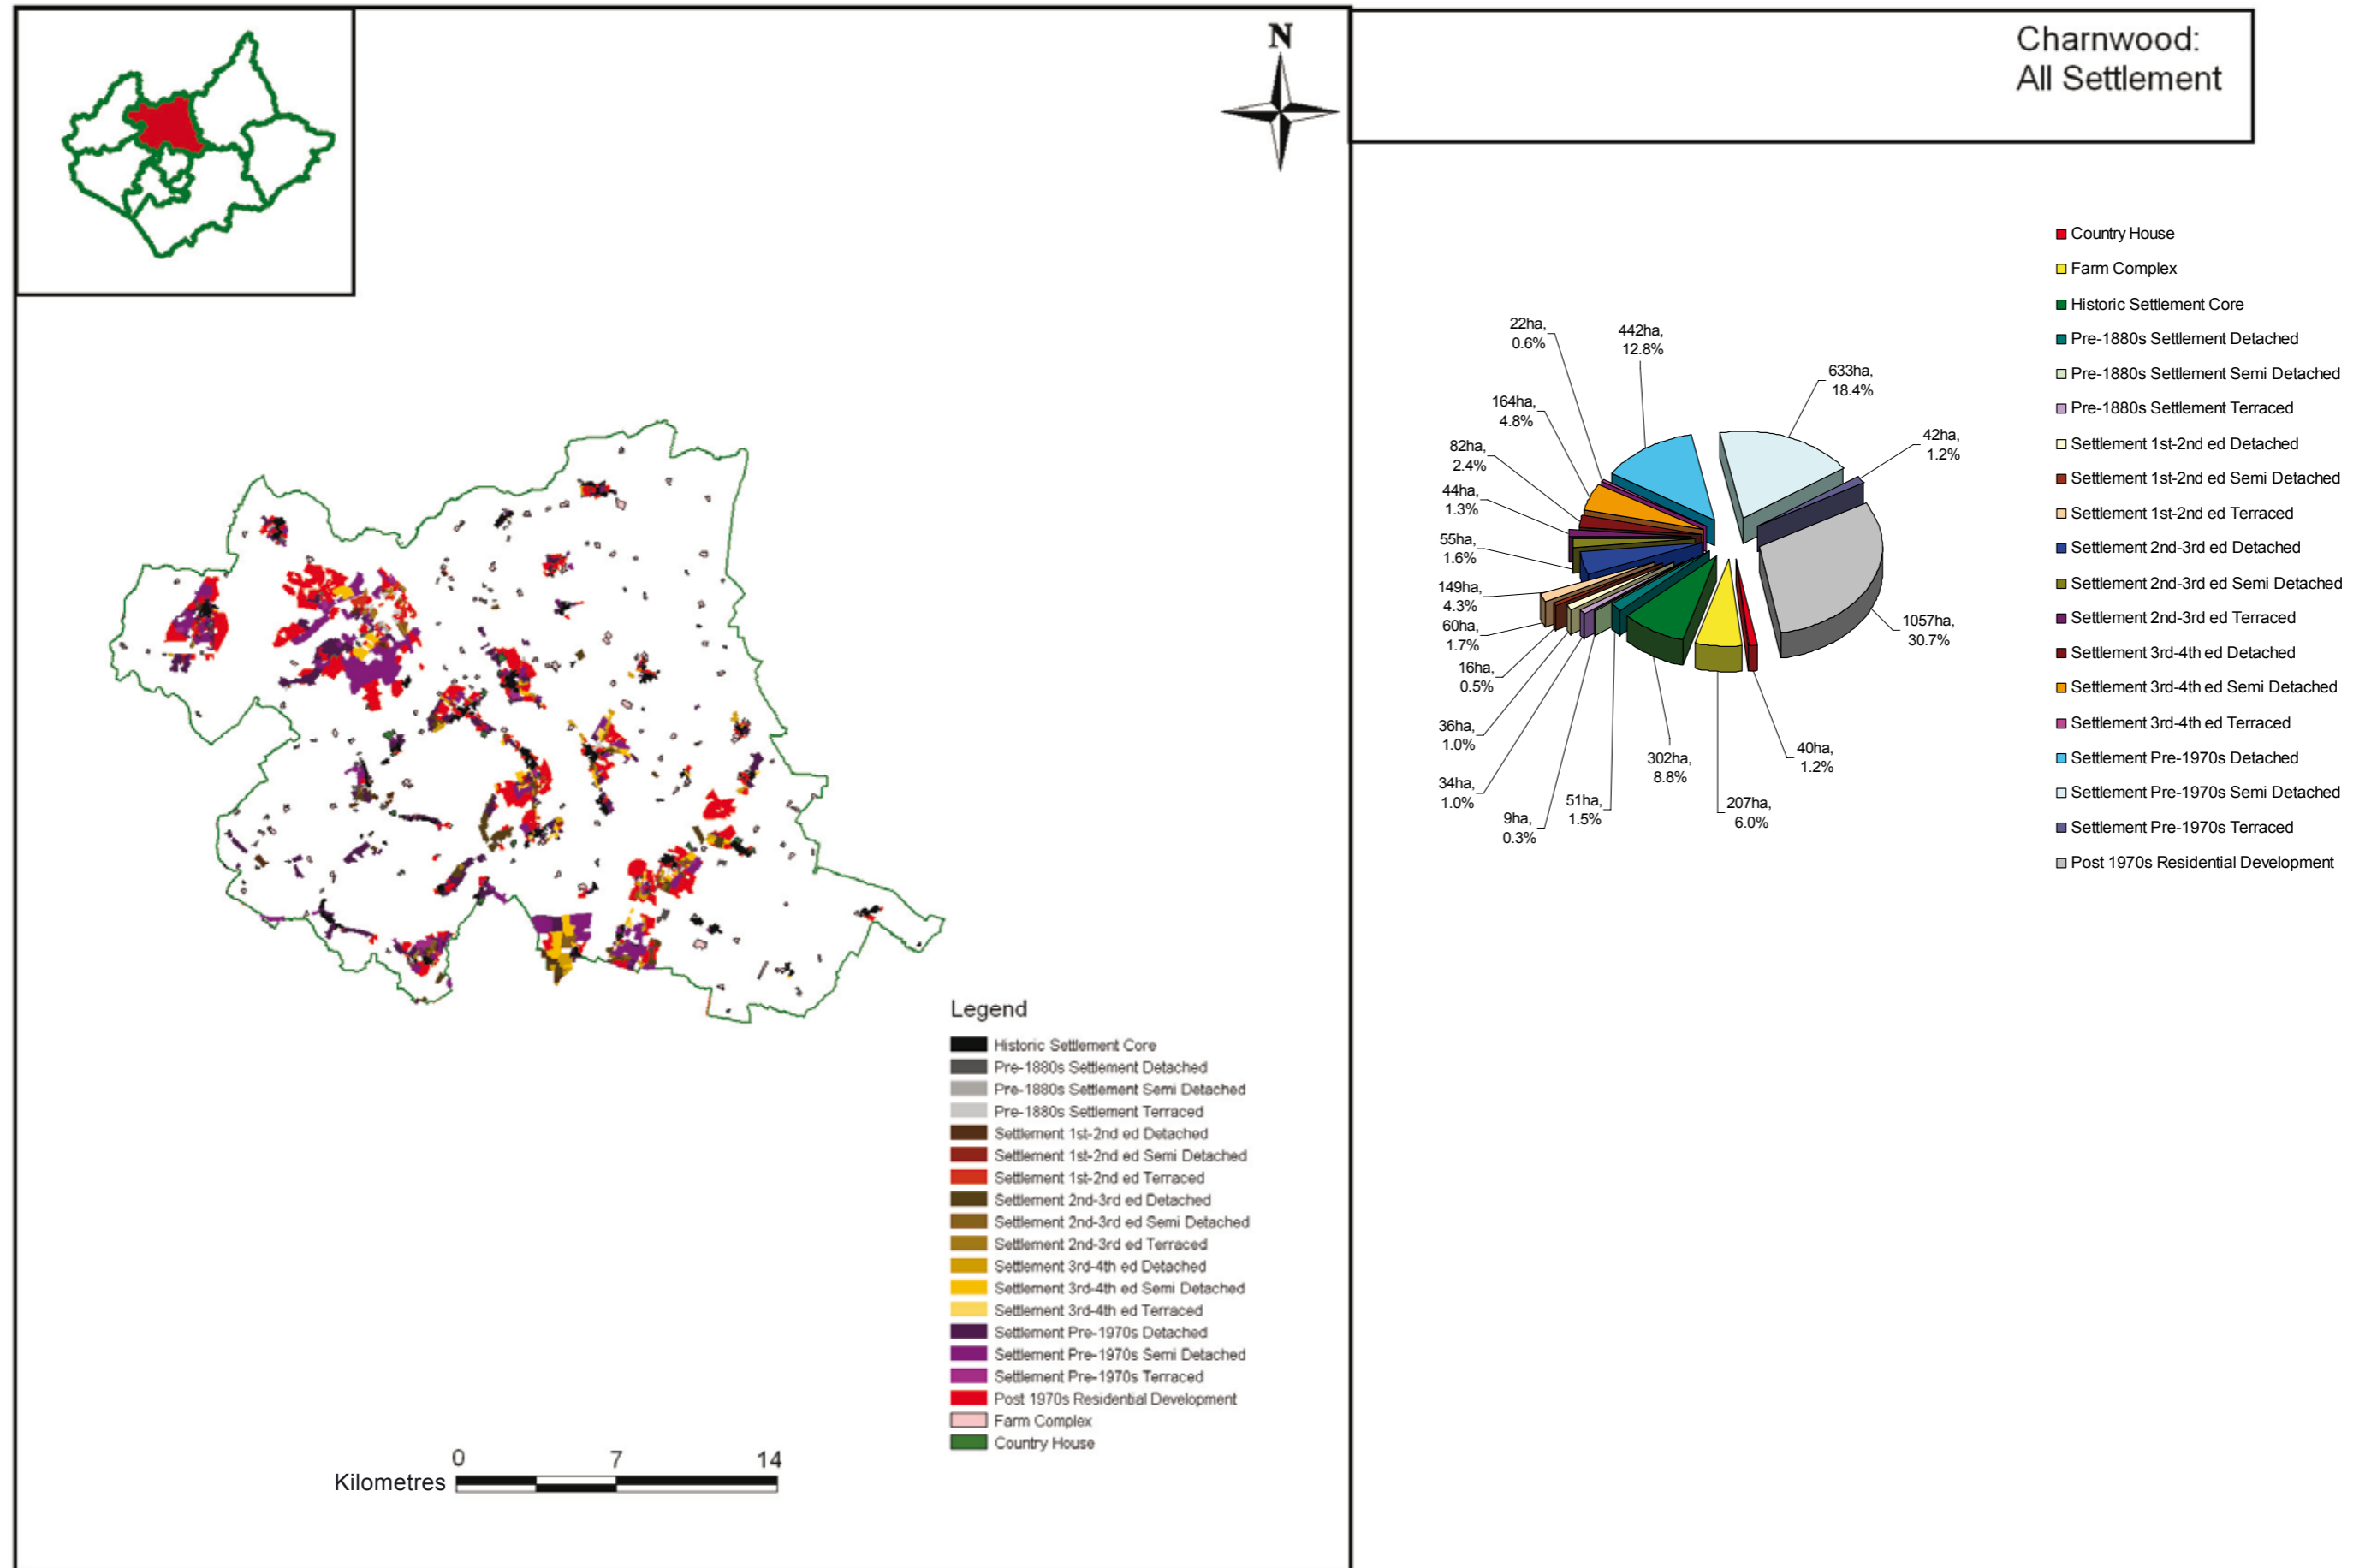 N
Charnwood:
All Settlement
Country House
Farm Complex
Historic Settlement Core
Pre-1880s Settlement Detached
Pre-1880s Settlement Semi Detached
Pre-1880s Settlement Terraced
Settlement 1st-2nd ed Detached
Settlement 1st-2nd ed Semi Detached
Settlement 1st-2nd ed Terraced
Settlement 2nd-3rd ed Detached
Settlement 2nd-3rd ed Semi Detached
Settlement 2nd-3rd ed Terraced
Settlement 3rd-4th ed Detached
Settlement 3rd-4th ed Semi Detached
Settlement 3rd-4th ed Terraced
Settlement Pre-1970s Detached
Settlement Pre-1970s Semi Detached
Settlement Pre-1970s Terraced
Post 1970s Residential Development
22ha,
0.6%
442ha,
12.8%
633ha,
18.4%
42ha,
1.2%
164ha,
4.8%
82ha,
2.4%
44ha,
1.3%
55ha,
1.6%
149ha,
4.3%
60ha,
1.7%
16ha,
0.5%
36ha,
1.0%
34ha,
1.0%
9ha,
0.3%
51ha,
1.5%
302ha,
8.8%
207ha,
6.0%
40ha,
1.2%
1057ha,
30.7%
Legend
Historic Settlement Core
Pre-1880s Settlement Detached
Pre-1880s Settlement Semi Detached
Pre-1880s Settlement Terraced
Settlement 1st-2nd ed Detached
Settlement 1st-2nd ed Semi Detached
Settlement 1st-2nd ed Terraced
Settlement 2nd-3rd ed Detached
Settlement 2nd-3rd ed Semi Detached
Settlement 2nd-3rd ed Terraced
Settlement 3rd-4th ed Detached
Settlement 3rd-4th ed Semi Detached
Settlement 3rd-4th ed Terraced
Settlement Pre-1970s Detached
Settlement Pre-1970s Semi Detached
Settlement Pre-1970s Terraced
Post 1970s Residential Development
Farm Complex
Country House
0 7 14
Kilometres